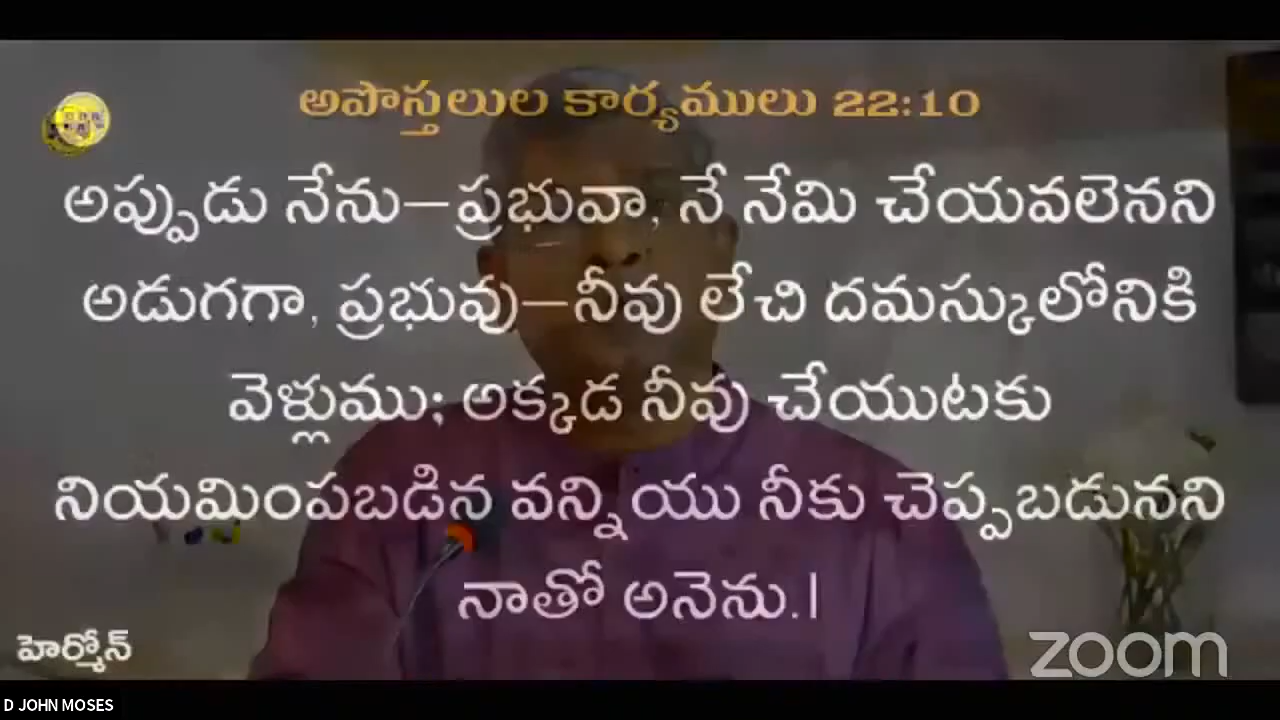 అపొస్తలుల కార్యములు 22:10
అప్పుడు నేను—ప్రభువా, నే నేమి చేయవలెనని
అడుగగా, ప్రభువు—నీవు లేచి దమస్కులోనికి
వెళ్లుము; అక్కడ నీవు చేయుటకు
నియమింపబడిన వన్నియు నీకు చెప్పబడునని
నాతో అనెను.|
హెర్మోన్
zoom
D JOHN MOSES